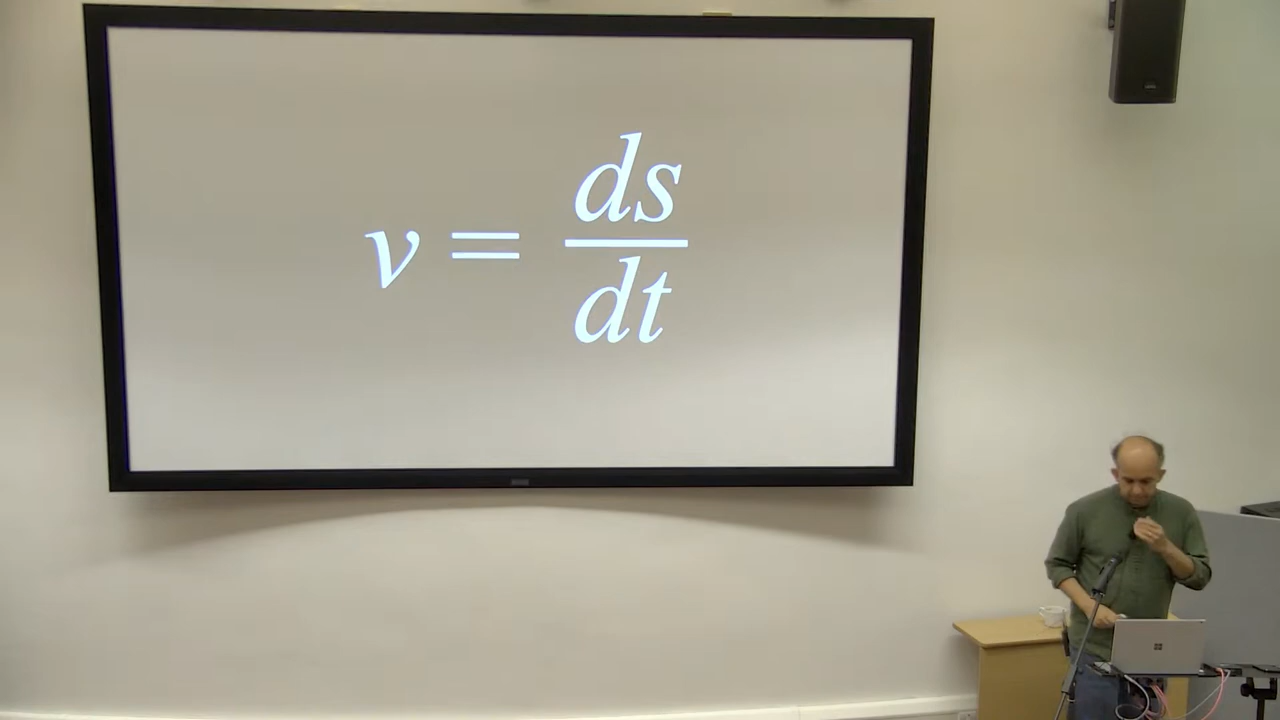 v = ds/dt